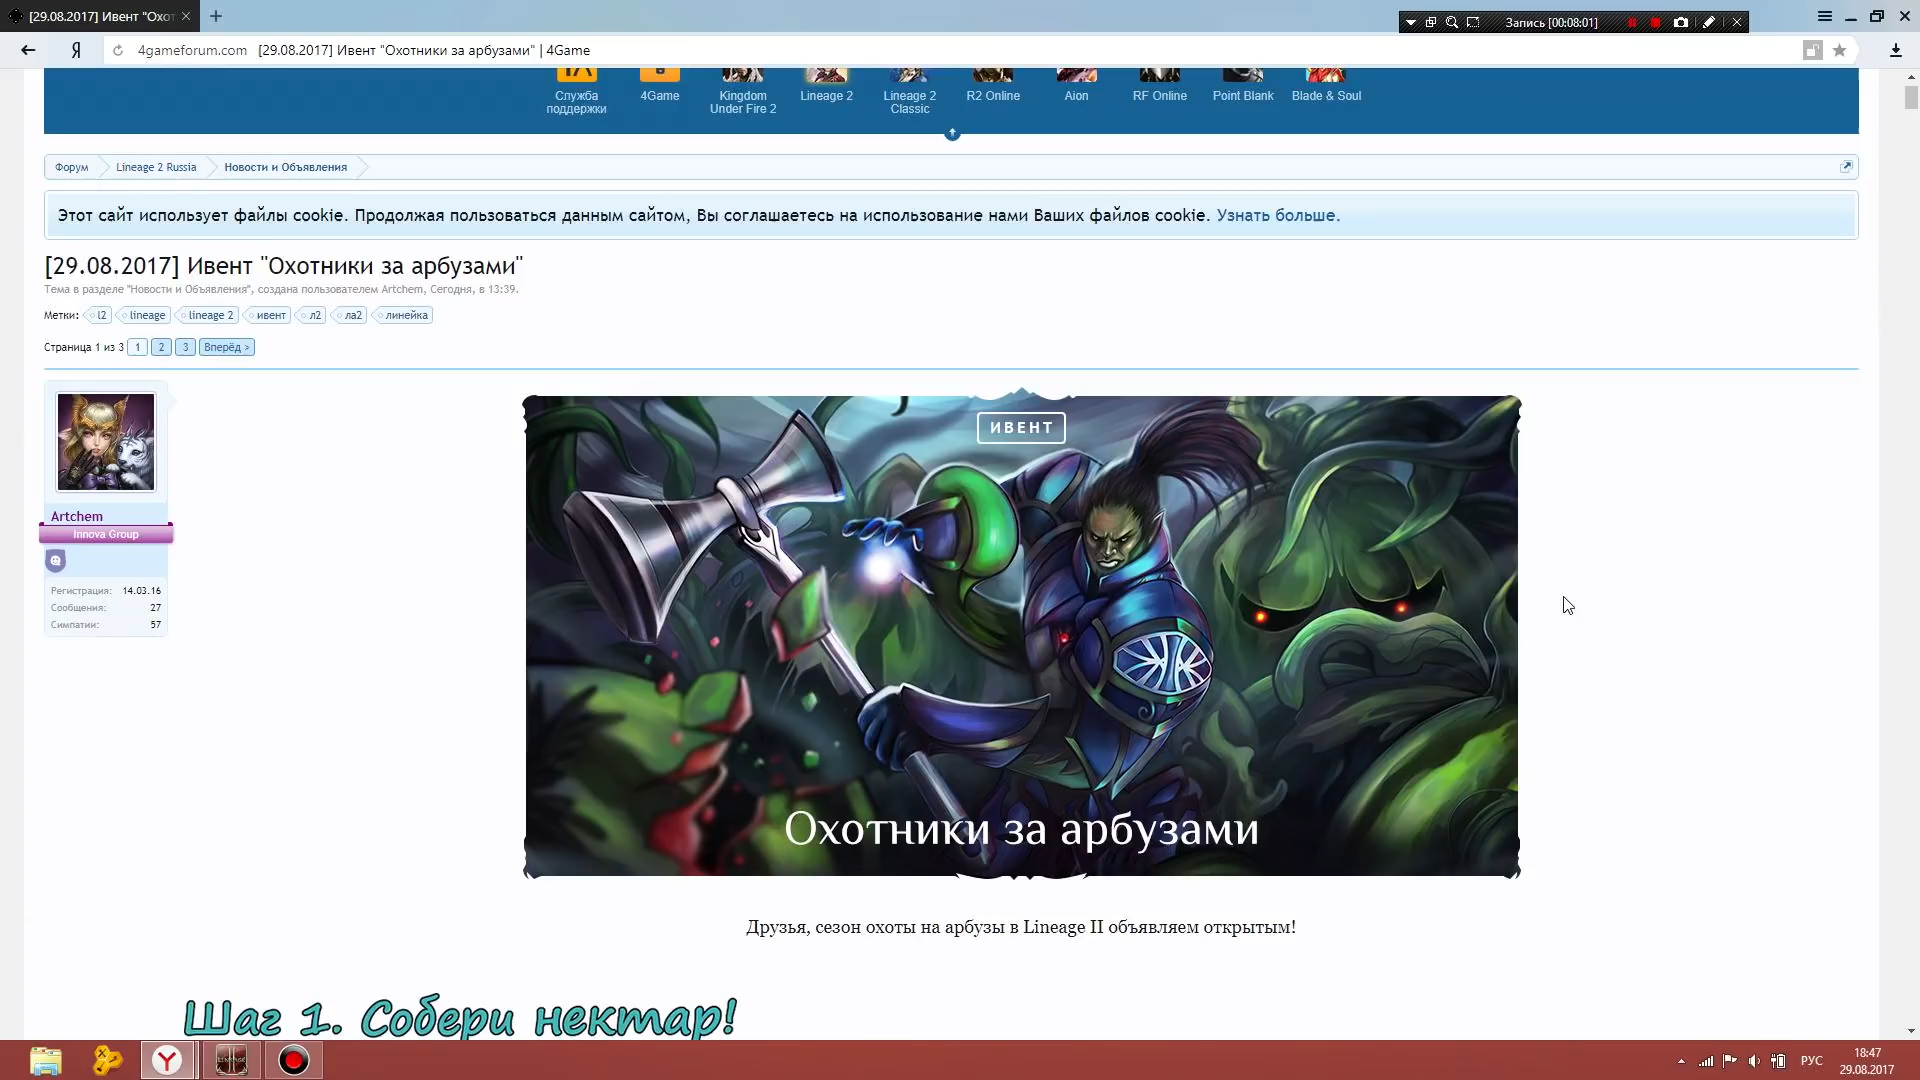 [29.08.2017] Ивент "Охот
Запись [00:08:01]
4gameforum.com [29.08.2017] Ивент "Охотники за арбузами" | 4Game
Служба поддержки
4Game
Kingdom Under Fire 2
Lineage 2
Lineage 2 Classic
R2 Online
Aion
RF Online
Point Blank
Blade & Soul
Форум
Lineage 2 Russia
Новости и Объявления
Этот сайт использует файлы cookie. Продолжая пользоваться данным сайтом, Вы соглашаетесь на использование нами Ваших файлов cookie. Узнать больше.
[29.08.2017] Ивент "Охотники за арбузами"
Тема в разделе "Новости и Объявления", создана пользователем Artchem, Сегодня, в 13:39.
Метки: l2 lineage lineage 2 ивент л2 ла2 линейка
Страница 1 из 3 1 2 3 Вперёд >
ИВЕНТ
Artchem
Innova Group
Регистрация: 14.03.16
Сообщения: 27
Симпатии: 57
Охотники за арбузами
Друзья, сезон охоты на арбузы в Lineage II объявляем открытым!
Шаг 1. Собери нектар!
РУС
18:47
29.08.2017